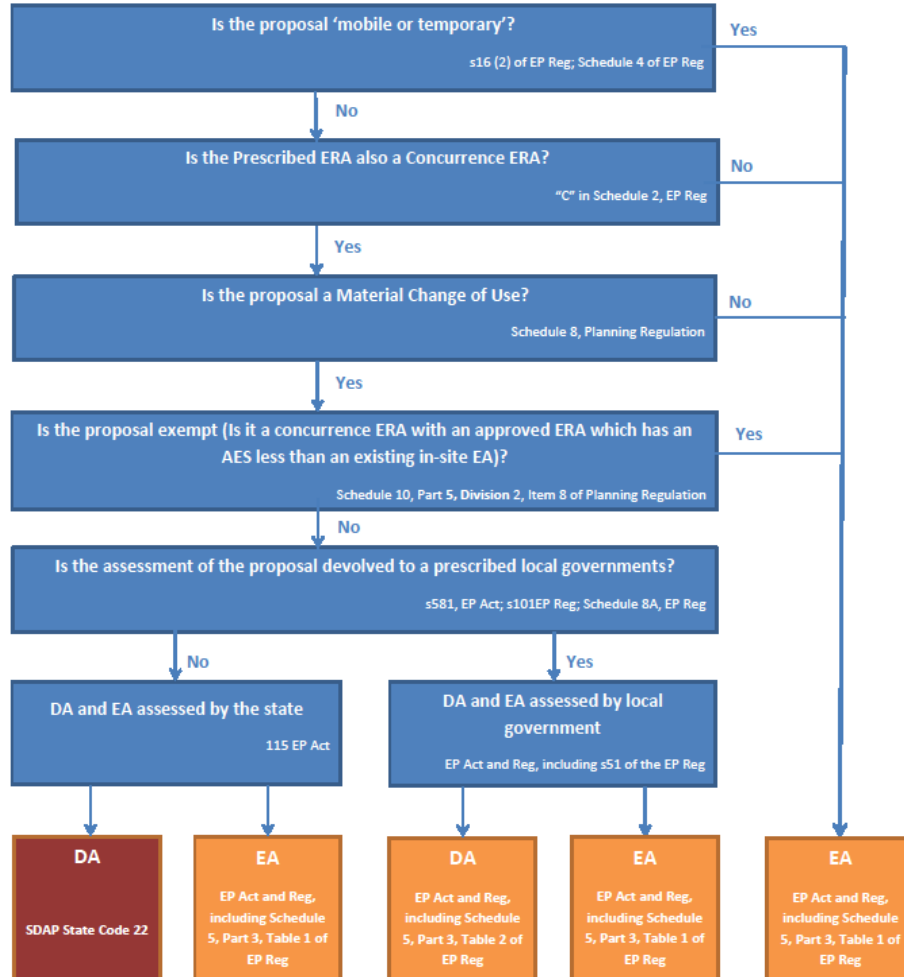 Is the proposal ‘mobile or temporary’?
Yes
s16 (2) of EP Reg; Schedule 4 of EP Reg
No
Is the Prescribed ERA also a Concurrence ERA?
No
“C” in Schedule 2, EP Reg
Yes
Is the proposal a Material Change of Use?
No
Schedule 8, Planning Regulation
Yes
Is the proposal exempt (Is it a concurrence ERA with an approved ERA which has an
AES less than an existing in-site EA)?
Yes
Schedule 10, Part 5, Division 2, Item 8 of Planning Regulation
No
Is the assessment of the proposal devolved to a prescribed local governments?
s581, EP Act; s101EP Reg; Schedule 8A, EP Reg
No
Yes
DA and EA assessed by the state
115 EP Act
DA and EA assessed by local
government
EP Act and Reg, including s51 of the EP Reg
DA
SDAP State Code 22
EA
EP Act and Reg,
including Schedule
5, Part 3, Table 1 of
EP Reg
DA
EP Act and Reg,
including Schedule
5, Part 3, Table 2 of
EP Reg
EA
EP Act and Reg,
including Schedule
5, Part 3, Table 1 of
EP Reg
EA
EP Act and Reg,
including Schedule
5, Part 3, Table 1 of
EP Reg